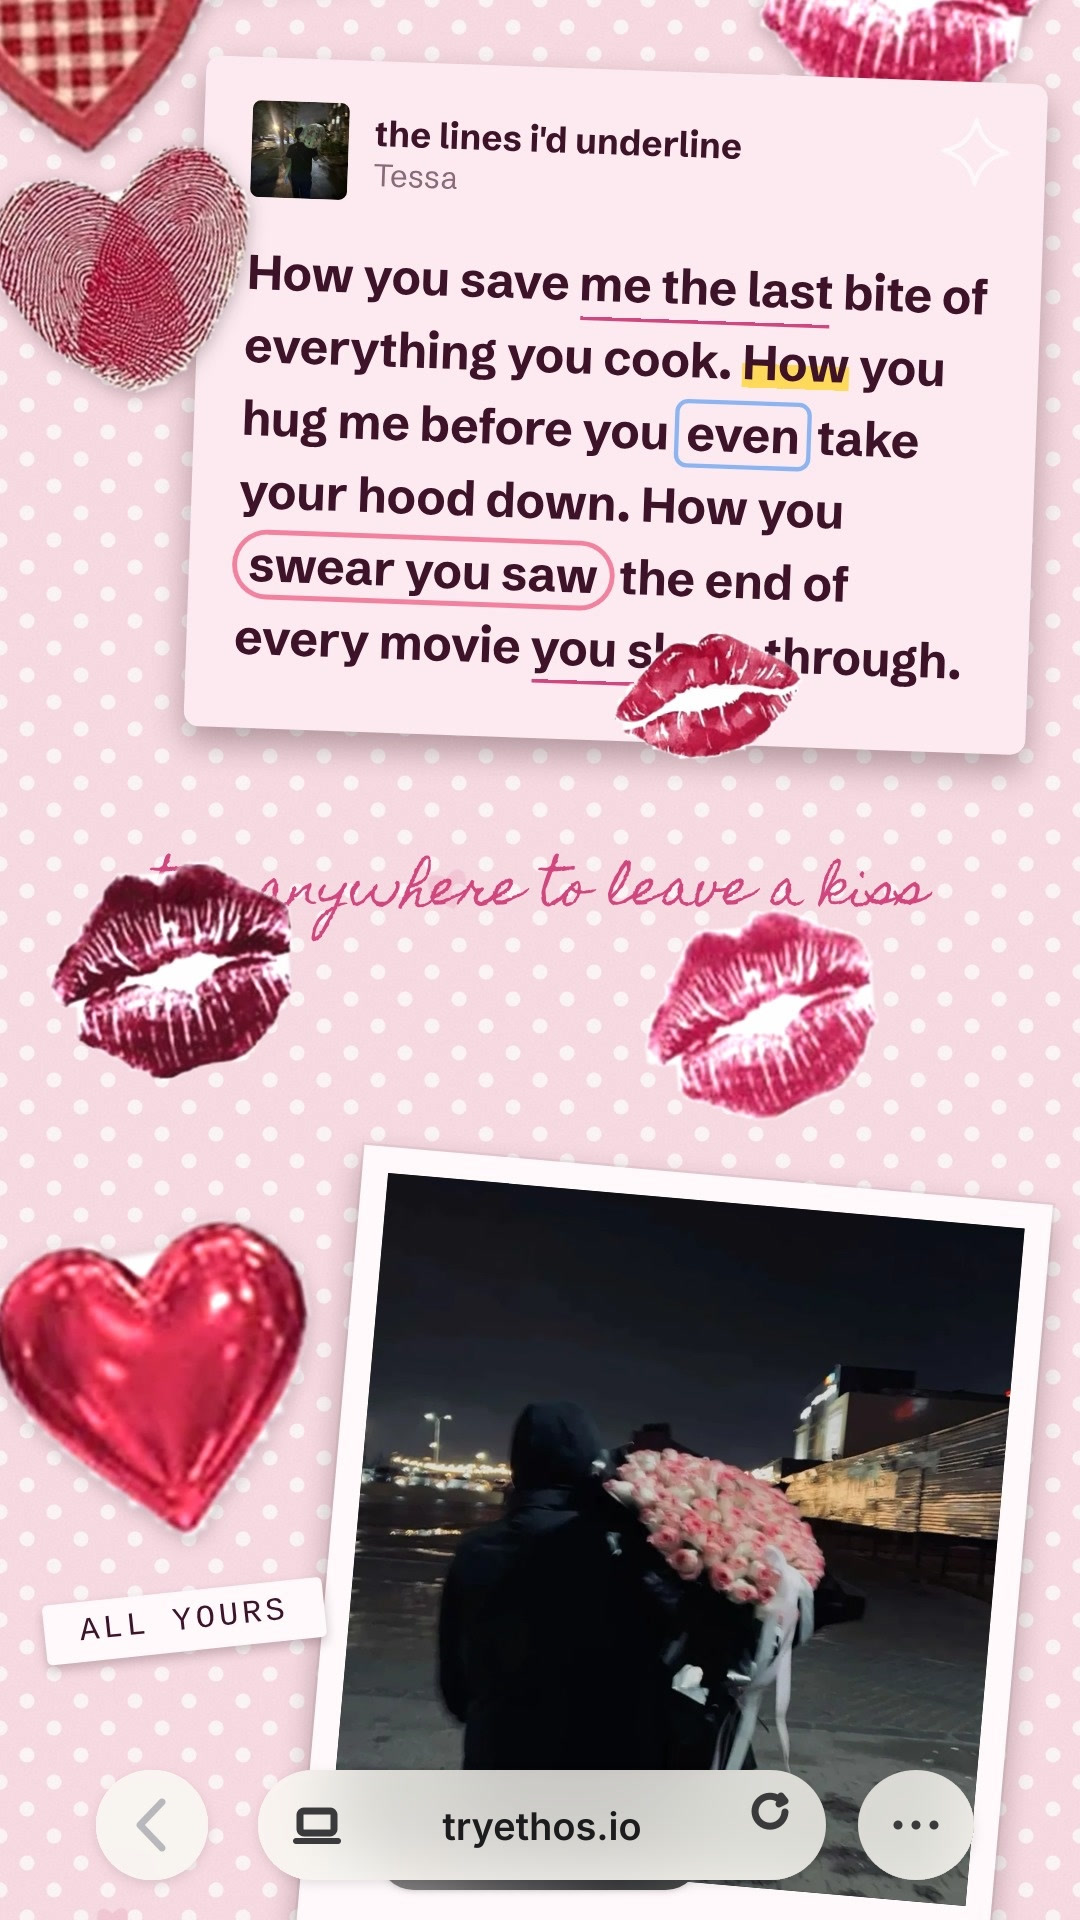 the lines i'd underline
Tessa
How you save me the last bite of
everything you cook. How you
hug me before you even take
your hood down. How you
swear you saw the end of
every movie you through.
anywhere to leave a kiss
ALL YOURS
tryethos.io